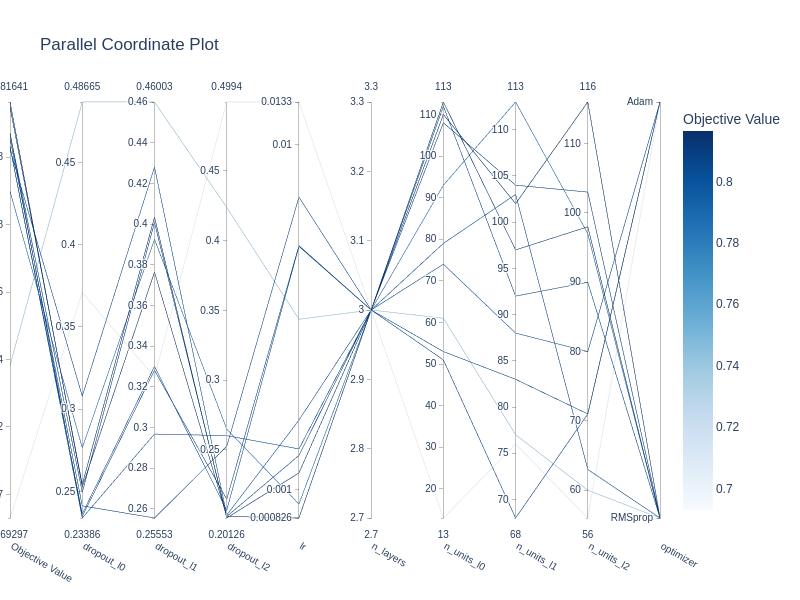 Parallel Coordinate Plot
81641 0.48665 0.46003 0.4994 3.3 113 113 116
0.46 0.0133 3.3 Adam
Objective Value
0.44 110 110 110
0.45 0.01
0.42 0.45 3.2 100 105
0.8
0.4 0.4 0.4 3.1 90 100 100
0.38 80 95
0.78
0.36 0.35 3 70 90 90
0.35 0.34 60
0.76
0.32 0.3 2.9 50 85 80
0.3 0.3 80
0.74
0.28 0.25 2.8 40 75 70
0.72
0.25 0.26 0.001 30 70 60
20
0.7
0.000826 2.7 RMSprop
69297 0.23386 0.25553 0.20126 2.7 13 68 56
Objective Value dropout_l0 dropout_l1 dropout_l2 lr n_layers n_units_l0 n_units_l1 n_units_l2 optimizer